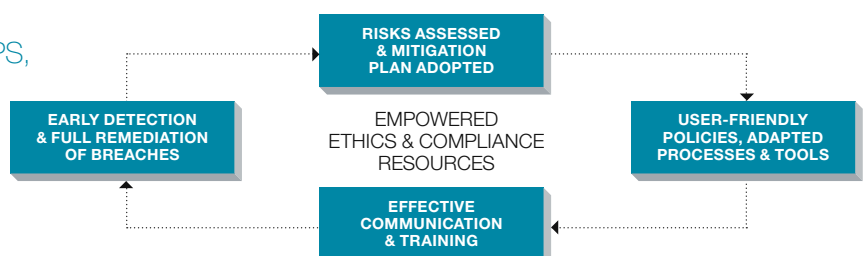 PS,
RISKS ASSESSED
& MITIGATION
PLAN ADOPTED
EARLY DETECTION
& FULL REMEDIATION
OF BREACHES
EMPOWERED
ETHICS & COMPLIANCE
RESOURCES
USER-FRIENDLY
POLICIES, ADAPTED
PROCESSES & TOOLS
EFFECTIVE
COMMUNICATION
& TRAINING